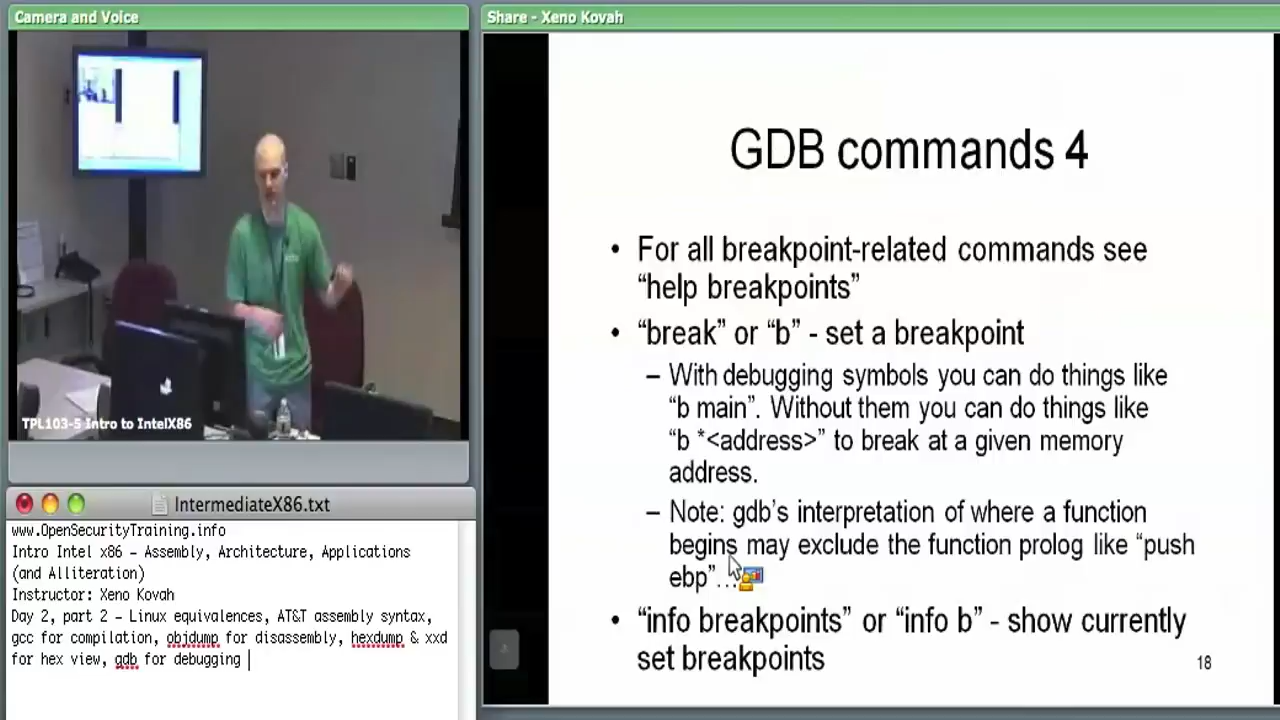 Camera and Voice
TPL103-5 Intro to IntelX86
IntermediateX86.txt
www.OpenSecurityTraining.info
Intro Intel x86 – Assembly, Architecture, Applications
(and Alliteration)
Instructor: Xeno Kovah
Day 2, part 2 – Linux equivalences, AT&T assembly syntax,
gcc for compilation, objdump for disassembly, hexdump & xxd
for hex view, gdb for debugging
Share - Xeno Kovah
GDB commands 4
• For all breakpoint-related commands see
“help breakpoints”
• “break” or “b” - set a breakpoint
– With debugging symbols you can do things like
“b main”. Without them you can do things like
“b *<address>” to break at a given memory
address.
– Note: gdb’s interpretation of where a function
begins may exclude the function prolog like “push
ebp”...
• “info breakpoints” or “info b” - show currently
set breakpoints
18